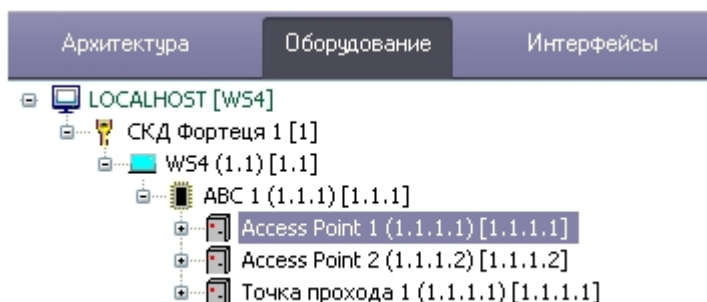 Архитектура Оборудование Интерфейсы
LOCALHOST [WS4]
СКД Фортеця 1 [1]
WS4 (1.1) [1.1]
ABC 1 (1.1.1) [1.1.1]
Access Point 1 (1.1.1.1) [1.1.1.1]
Access Point 2 (1.1.1.2) [1.1.1.2]
Точка прохода 1 (1.1.1.1) [1.1.1.1]